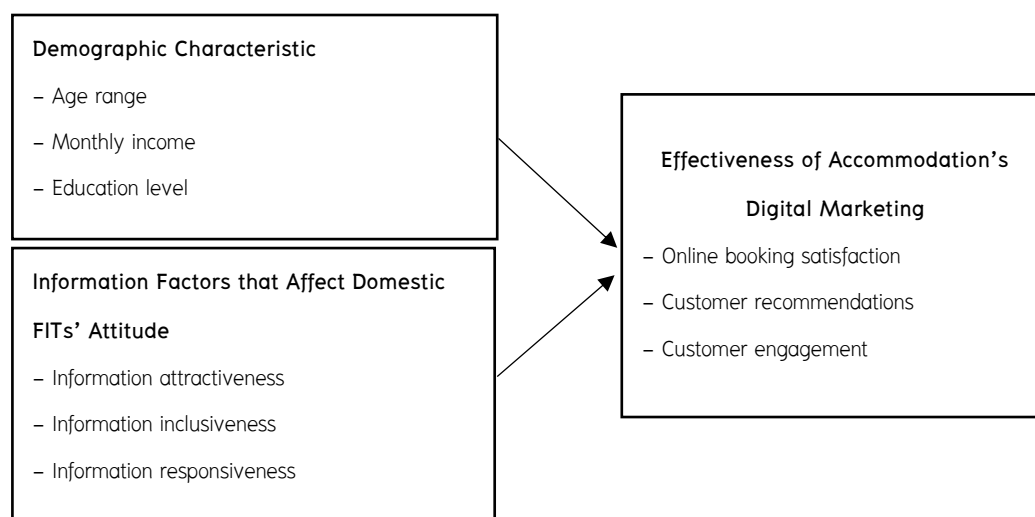 Demographic Characteristic
– Age range
– Monthly income
– Education level
Information Factors that Affect Domestic
FITs’ Attitude
– Information attractiveness
– Information inclusiveness
– Information responsiveness
Effectiveness of Accommodation’s
Digital Marketing
– Online booking satisfaction
– Customer recommendations
– Customer engagement